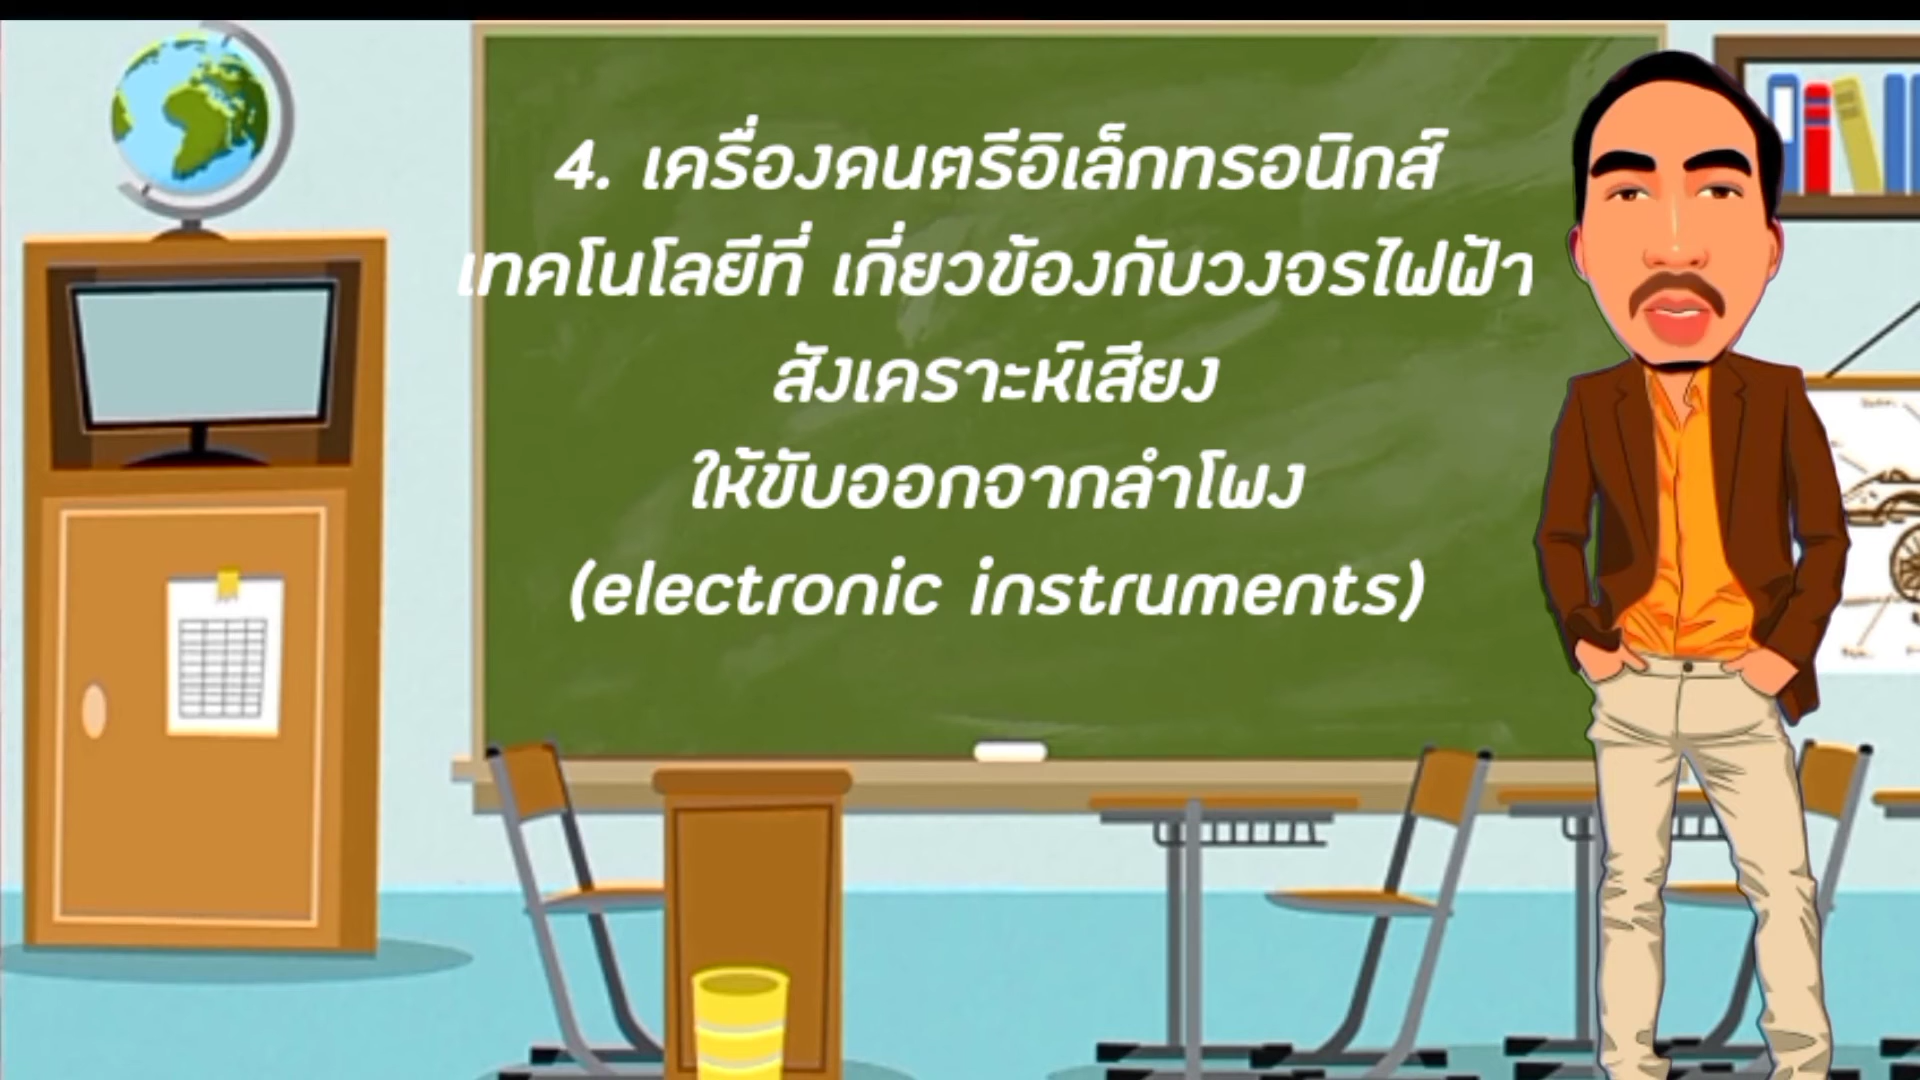 4. เครื่องดนตรีอิเล็กทรอนิกส์
เทคโนโลยีที่ เกี่ยวข้องกับวงจรไฟฟ้า
สังเคราะห์เสียง
ให้ขับออกจากลำโพง
(electronic instruments)